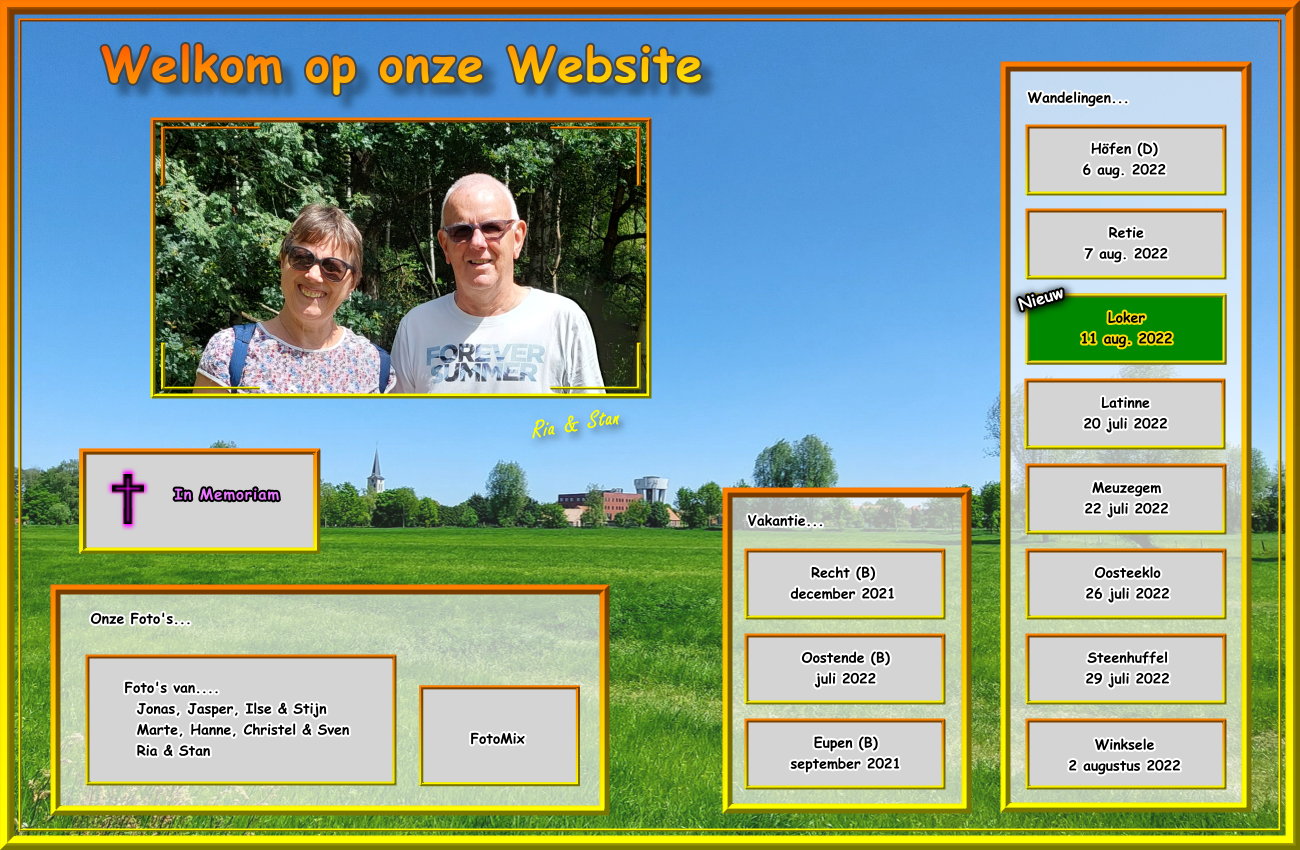 Welkom op onze Website
FOREVER
SUMMER
Ria & Stan
In Memoriam
Onze Foto's...
Foto's van....
Jonas, Jasper, Ilse & Stijn
Marte, Hanne, Christel & Sven
Ria & Stan
FotoMix
Vakantie...
Recht (B)
december 2021
Oostende (B)
juli 2022
Eupen (B)
september 2021
Wandelingen...
Höfen (D)
6 aug. 2022
Retie
7 aug. 2022
Nieuw
Loker
11 aug. 2022
Latinne
20 juli 2022
Meuzegem
22 juli 2022
Oosteeklo
26 juli 2022
Steenhuffel
29 juli 2022
Winksele
2 augustus 2022